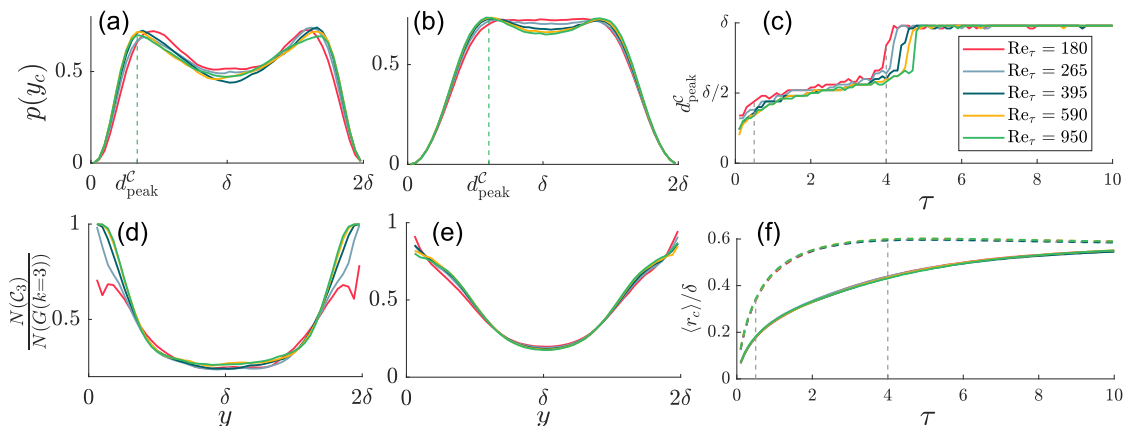 (a)
p(y_c)
0.5
0
0
d^C_peak
δ
2δ
(b)
0.5
0
0
d^C_peak
δ
2δ
(c)
d^C_peak
δ
δ/2
0
0
2
4
6
8
10
τ
Re_τ = 180
Re_τ = 265
Re_τ = 395
Re_τ = 590
Re_τ = 950
(d)
N(C_3)
N(G(k=3))
1
0.5
0
δ
2δ
y
(e)
1
0.5
0
0
δ
2δ
y
(f)
⟨r_c⟩/δ
0.6
0.4
0.2
0
0
2
4
6
8
10
τ